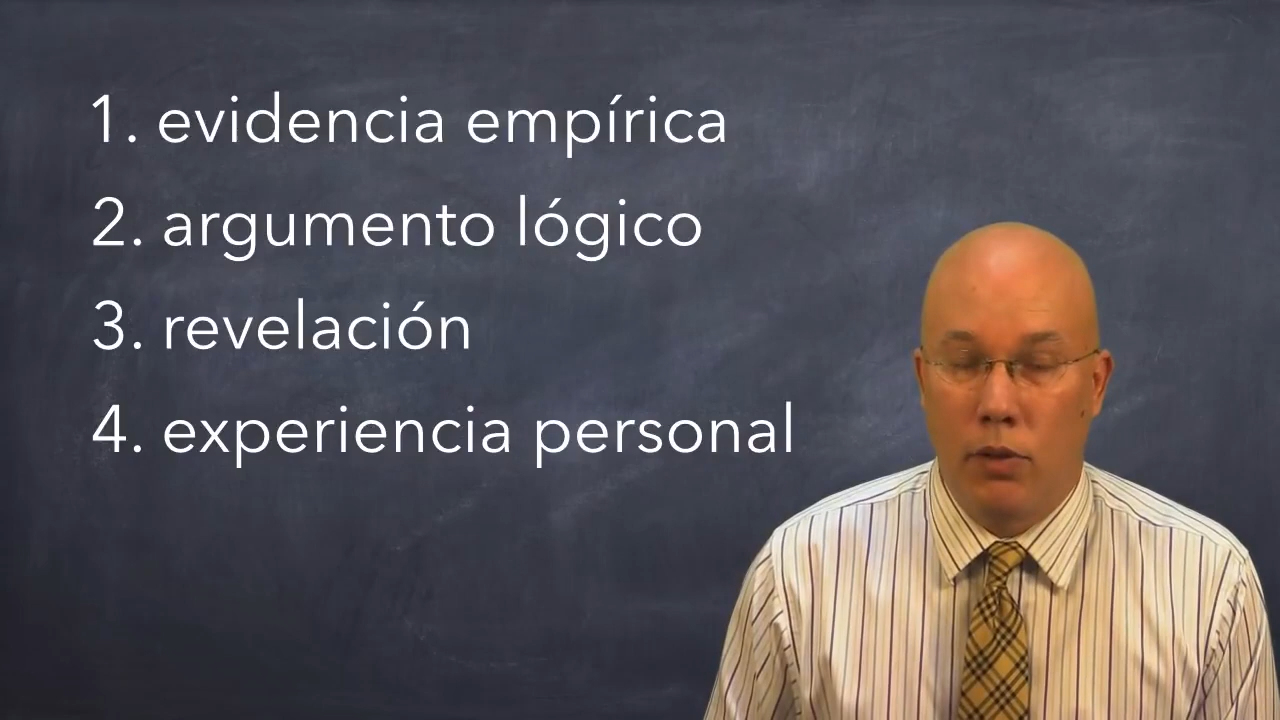 1. evidencia empírica
2. argumento lógico
3. revelación
4. experiencia personal